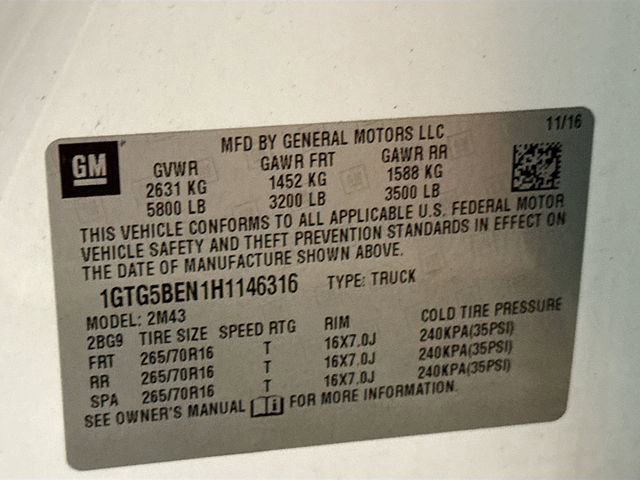 GM
MFD BY GENERAL MOTORS LLC
11/16
GVWR GAWR FRT GAWR RR
2631 KG 1452 KG 1588 KG
5800 LB 3200 LB 3500 LB
THIS VEHICLE CONFORMS TO ALL APPLICABLE U.S. FEDERAL MOTOR
VEHICLE SAFETY AND THEFT PREVENTION STANDARDS IN EFFECT ON
THE DATE OF MANUFACTURE SHOWN ABOVE.
1GTG5BEN1H1146316 TYPE: TRUCK
MODEL: 2M43
2BG9 TIRE SIZE SPEED RTG RIM COLD TIRE PRESSURE
FRT 265/70R16 T 16X7.0J 240KPA(35PSI)
RR 265/70R16 T 16X7.0J 240KPA(35PSI)
SPA 265/70R16 T 16X7.0J 240KPA(35PSI)
SEE OWNER'S MANUAL FOR MORE INFORMATION.